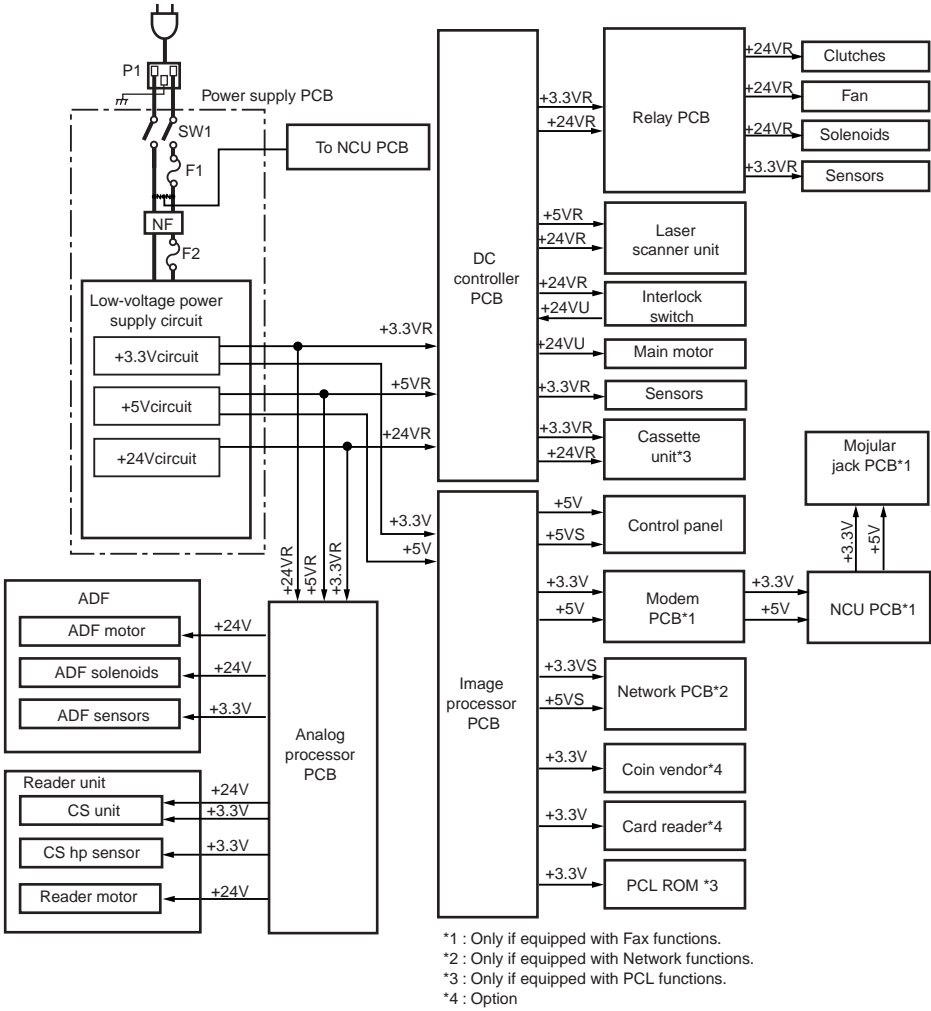 P1
Power supply PCB
SW1
F1
NF
F2
To NCU PCB
Low-voltage power
supply circuit
+3.3Vcircuit
+5Vcircuit
+24Vcircuit
+3.3VR
+5VR
+24VR
+3.3V
+5V
+24VR
+5VR
+3.3VR
DC
controller
PCB
+3.3VR
+24VR
Relay PCB
+24VR
Clutches
+24VR
Fan
+24VR
Solenoids
+3.3VR
Sensors
+5VR
+24VR
Laser
scanner unit
+24VR
+24VU
Interlock
switch
+24VU
Main motor
+3.3VR
Sensors
+3.3VR
+24VR
Cassette
unit*3
Image
processor
PCB
+5V
+5VS
Control panel
+3.3V
+5V
Modem
PCB*1
+3.3V
+5V
NCU PCB*1
+3.3V
+5V
Mojular
jack PCB*1
+3.3VS
+5VS
Network PCB*2
+3.3V
Coin vendor*4
+3.3V
Card reader*4
+3.3V
PCL ROM *3
ADF
ADF motor
+24V
ADF solenoids
+24V
ADF sensors
+3.3V
Analog
processor
PCB
Reader unit
CS unit
+24V
+3.3V
CS hp sensor
+3.3V
Reader motor
+24V
*1 : Only if equipped with Fax functions.
*2 : Only if equipped with Network functions.
*3 : Only if equipped with PCL functions.
*4 : Option